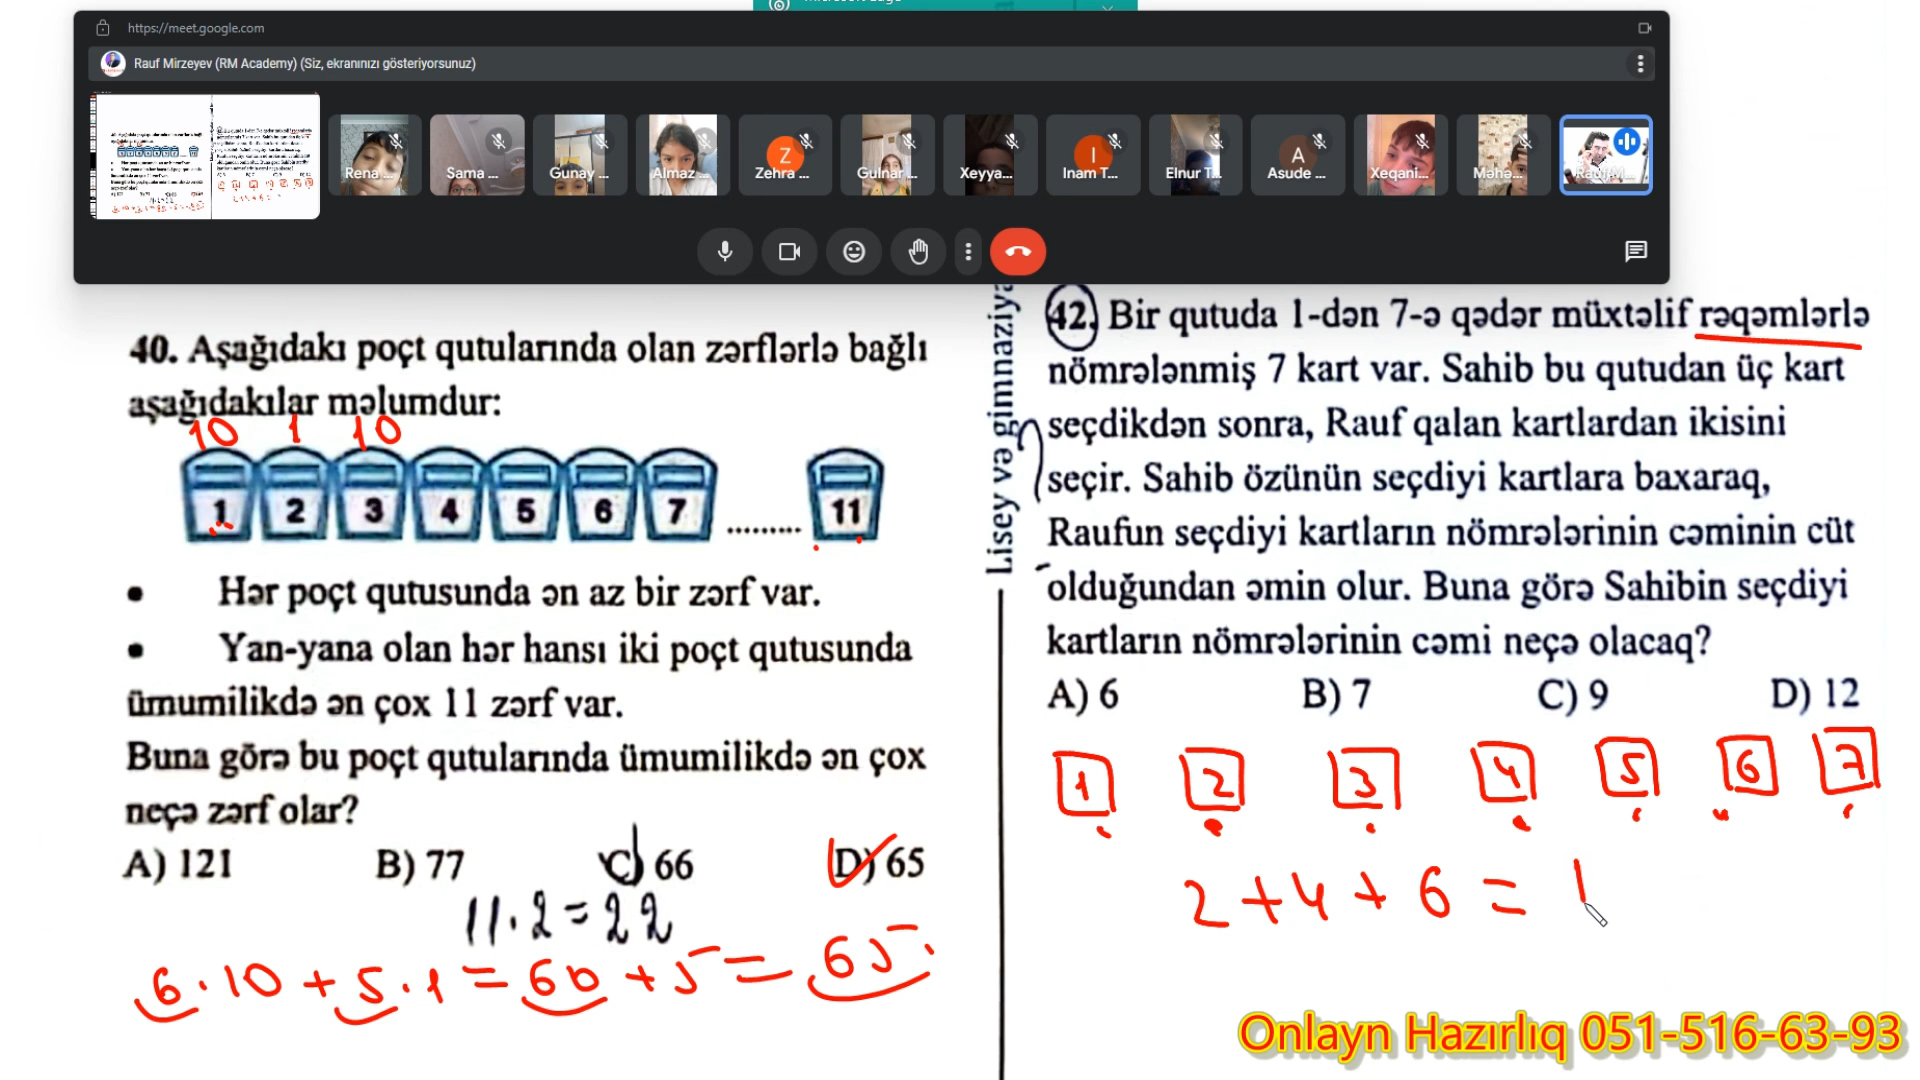 https://meet.google.com
Rauf Mirzeyev (RM Academy) (Siz, ekranınızı gösteriyorsunuz)
Rena ...
Sama ...
Gunay ...
Almaz ...
Z
Zehra ...
Gulnar ...
Xeyya...
I
Inam T...
Elnur T...
A
Asude ...
Xeqani...
Məhə...
Rauf M...
40. Aşağıdakı poçt qutularında olan zərflərlə bağlı
aşağıdakılar məlumdur:
10 1 10
1 2 3 4 5 6 7 ......... 11
• Hər poçt qutusunda ən az bir zərf var.
• Yan-yana olan hər hansı iki poçt qutusunda
ümumilikdə ən çox 11 zərf var.
Buna görə bu poçt qutularında ümumilikdə ən çox
neçə zərf olar?
A) 121 B) 77 C) 66 D) 65
11·2=22
6·10+5·1=60+5=65
Lisey və gimnaziya
42. Bir qutuda 1-dən 7-ə qədər müxtəlif rəqəmlərlə
nömrələnmiş 7 kart var. Sahib bu qutudan üç kart
seçdikdən sonra, Rauf qalan kartlardan ikisini
seçir. Sahib özünün seçdiyi kartlara baxaraq,
Raufun seçdiyi kartların nömrələrinin cəminin cüt
olduğundan əmin olur. Buna görə Sahibin seçdiyi
kartların nömrələrinin cəmi neçə olacaq?
A) 6 B) 7 C) 9 D) 12
1 2 3 4 5 6 7
2+4+6=1
Onlayn Hazırlıq 051-516-63-93